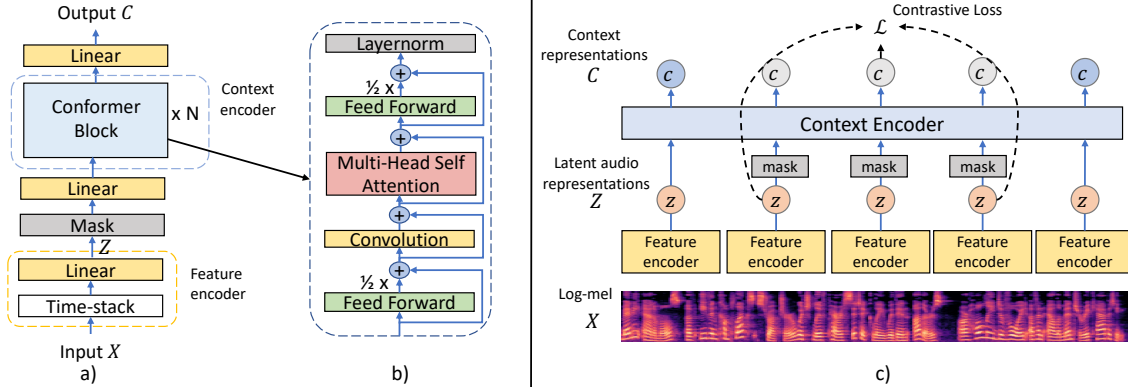 Output C
Linear
Conformer
Block
x N
Context
encoder
Linear
Mask
Z
Linear
Time-stack
Feature
encoder
Input X
a)
Layernorm
+
½ x
Feed Forward
+
Multi-Head Self
Attention
+
Convolution
+
½ x
Feed Forward
b)
Contrastive Loss
ℒ
Context
representations
C
c c c c c
Context Encoder
mask mask mask
Latent audio
representations
Z
z z z z z
Feature
encoder
Feature
encoder
Feature
encoder
Feature
encoder
Feature
encoder
Log-mel
X
c)